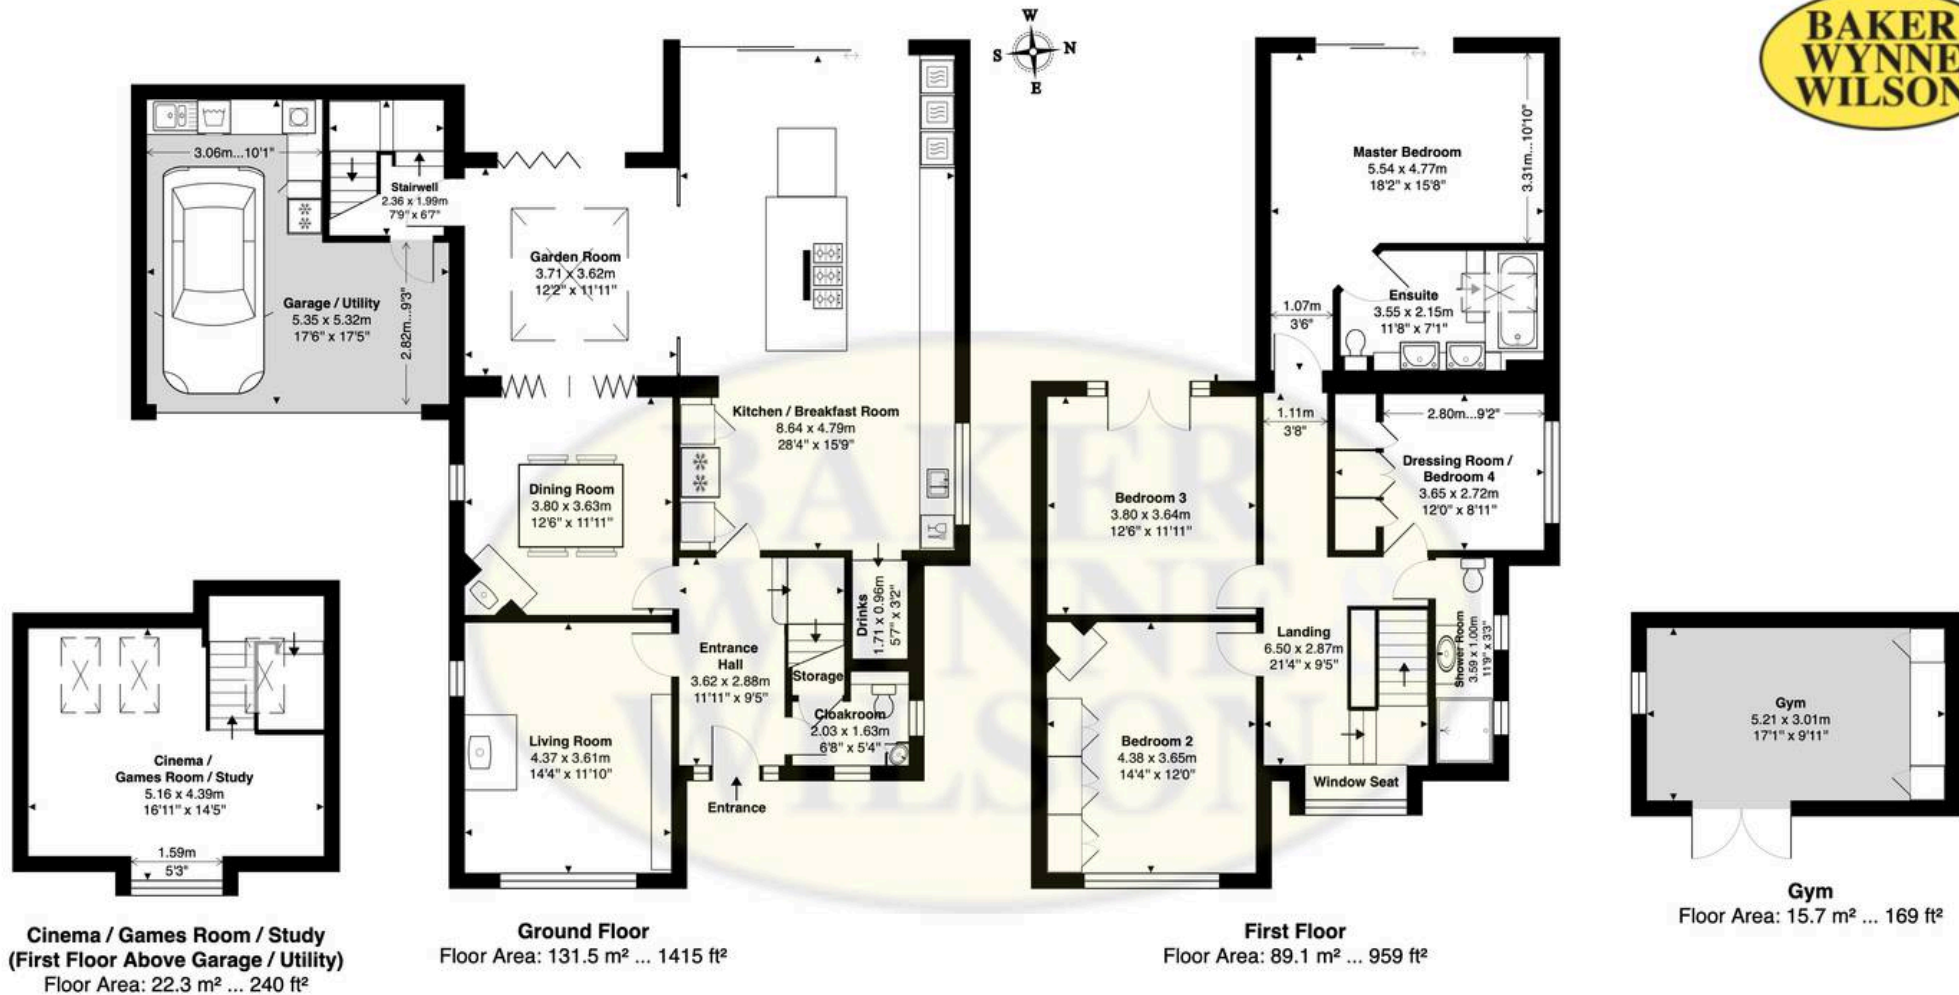 BAKER
WYNNE
WILSON
W
S N
E
3.06m...10'1"
Stairwell
2.36 x 1.99m
7'9" x 6'7"
Garage / Utility
5.35 x 5.32m
17'6" x 17'5"
2.82m...9'3"
Garden Room
3.71 x 3.62m
12'2" x 11'11"
Kitchen / Breakfast Room
8.64 x 4.79m
28'4" x 15'9"
Dining Room
3.80 x 3.63m
12'6" x 11'11"
Drinks
1.71 x 0.96m
5'7" x 3'2"
Entrance
Hall
3.62 x 2.88m
11'11" x 9'5"
Storage
Cloakroom
2.03 x 1.63m
6'8" x 5'4"
Living Room
4.37 x 3.61m
14'4" x 11'10"
Entrance
Ground Floor
Floor Area: 131.5 m² ... 1415 ft²
Cinema /
Games Room / Study
5.16 x 4.39m
16'11" x 14'5"
1.59m
5'3"
Cinema / Games Room / Study
(First Floor Above Garage / Utility)
Floor Area: 22.3 m² ... 240 ft²
Master Bedroom
5.54 x 4.77m
18'2" x 15'8"
3.31m...10'10"
Ensuite
3.55 x 2.15m
11'8" x 7'1"
1.07m
3'6"
1.11m
3'8"
2.80m...9'2"
Dressing Room /
Bedroom 4
3.65 x 2.72m
12'0" x 8'11"
Bedroom 3
3.80 x 3.64m
12'6" x 11'11"
Landing
6.50 x 2.87m
21'4" x 9'5"
Shower Room
3.59 x 1.00m
11'9" x 3'3"
Bedroom 2
4.38 x 3.65m
14'4" x 12'0"
Window Seat
First Floor
Floor Area: 89.1 m² ... 959 ft²
Gym
5.21 x 3.01m
17'1" x 9'11"
Gym
Floor Area: 15.7 m² ... 169 ft²
BAKER
WYNNE
WILSON